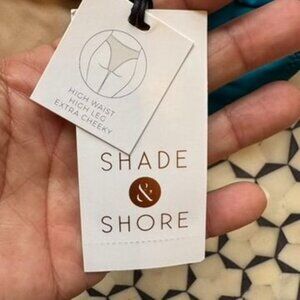 HIGH WAIST
HIGH LEG
EXTRA CHEEKY
SHADE
&
SHORE